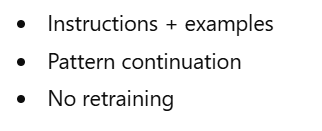 • Instructions + examples
• Pattern continuation
• No retraining